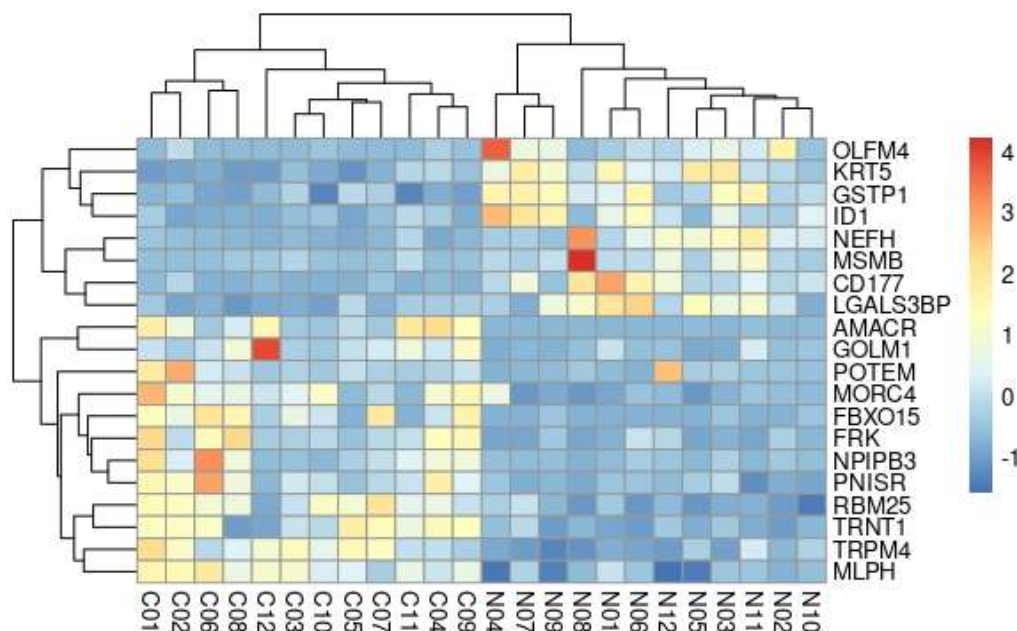 OLFM4
KRT5
GSTP1
ID1
NEFH
MSMB
CD177
LGALS3BP
AMACR
GOLM1
POTEM
MORC4
FBXO15
FRK
NPIPB3
PNISR
RBM25
TRNT1
TRPM4
MLPH
4
3
2
1
0
-1
C01 C02 C06 C08 C12 C03 C10 C05 C07 C11 C04 C09 N04 N07 N09 N08 N01 N06 N12 N05 N03 N11 N02 N10